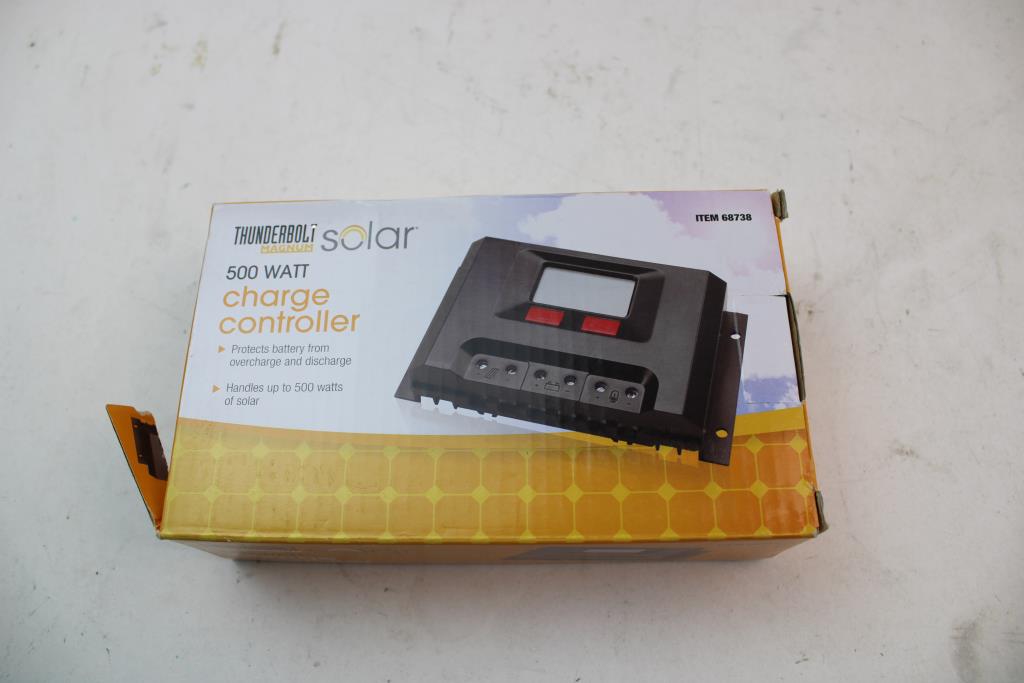 THUNDERBOLT
MAGNUM
solar™
ITEM 68738
500 WATT
charge
controller
Protects battery from
overcharge and discharge
Handles up to 500 watts
of solar